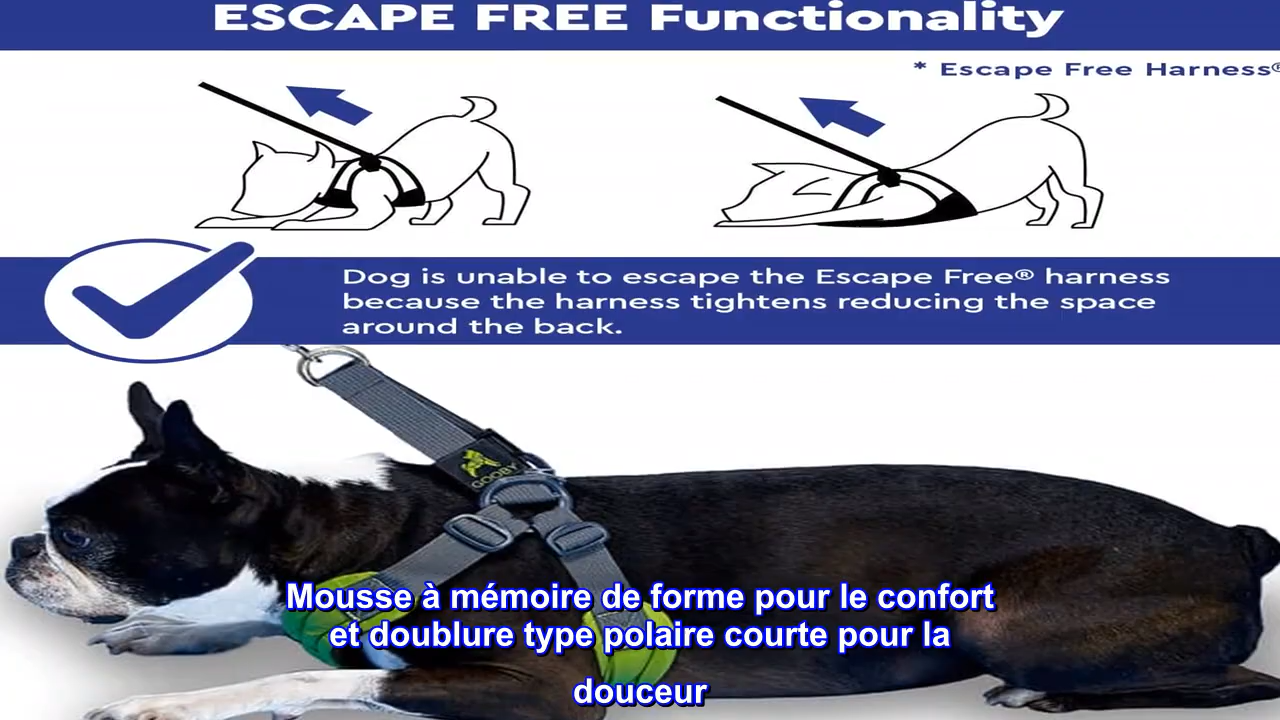 ESCAPE FREE Functionality
* Escape Free Harness®
Dog is unable to escape the Escape Free® harness
because the harness tightens reducing the space
around the back.
GOOBY
Mousse à mémoire de forme pour le confort
et doublure type polaire courte pour la
douceur